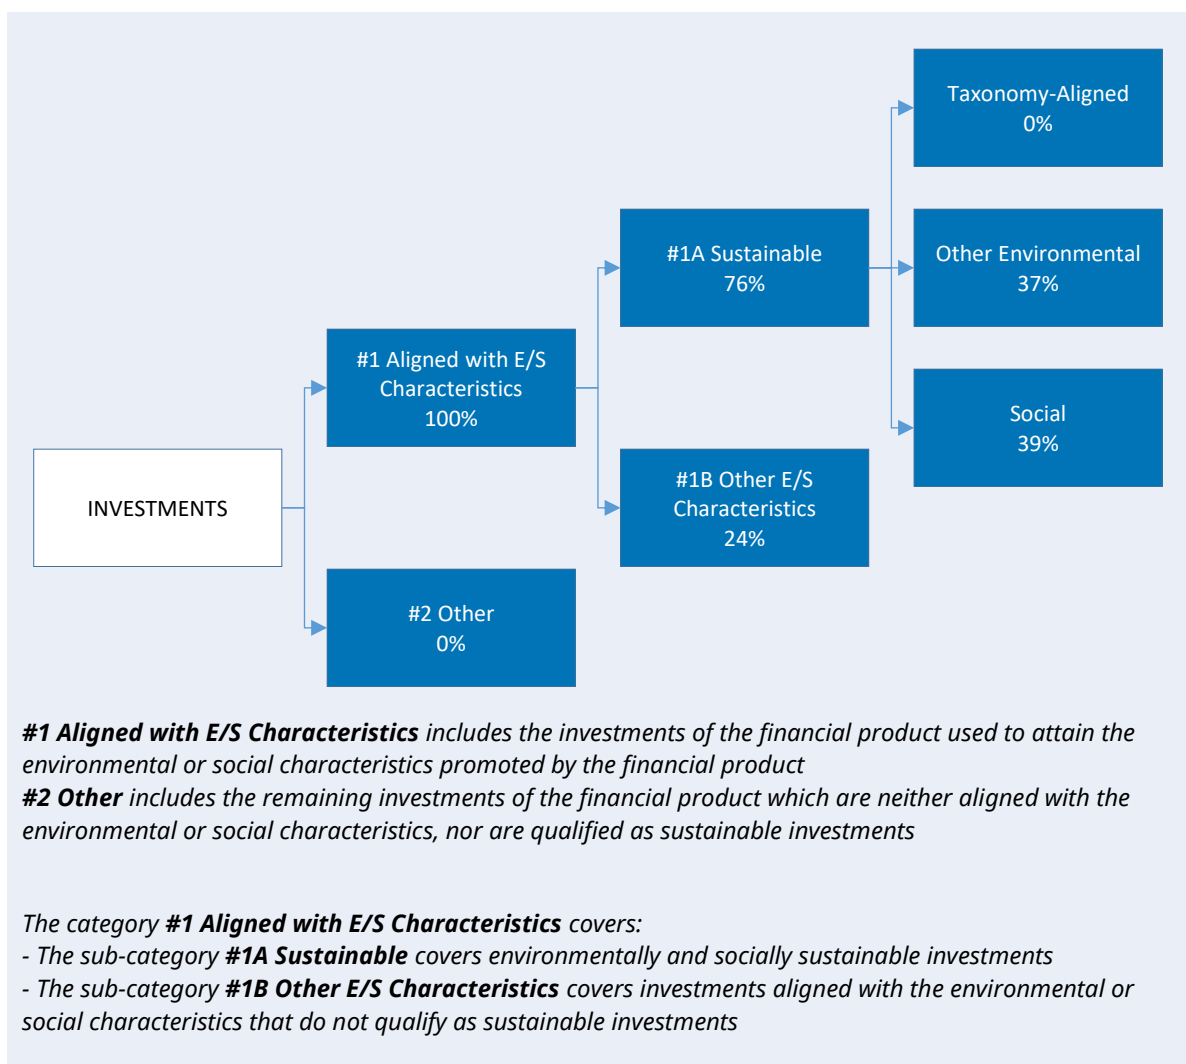 Taxonomy-Aligned
0%
#1A Sustainable
76%
Other Environmental
37%
#1 Aligned with E/S
Characteristics
100%
Social
39%
INVESTMENTS
#1B Other E/S
Characteristics
24%
#2 Other
0%
#1 Aligned with E/S Characteristics includes the investments of the financial product used to attain the
environmental or social characteristics promoted by the financial product
#2 Other includes the remaining investments of the financial product which are neither aligned with the
environmental or social characteristics, nor are qualified as sustainable investments
The category #1 Aligned with E/S Characteristics covers:
- The sub-category #1A Sustainable covers environmentally and socially sustainable investments
- The sub-category #1B Other E/S Characteristics covers investments aligned with the environmental or
social characteristics that do not qualify as sustainable investments